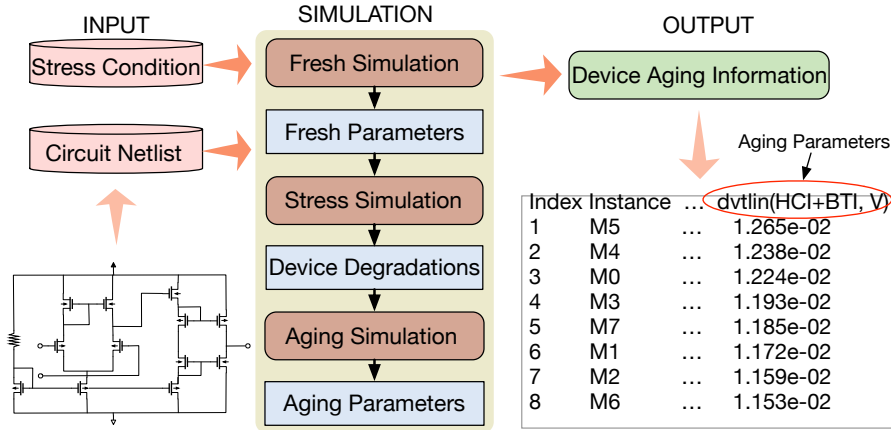 INPUT
Stress Condition
Circuit Netlist
SIMULATION
Fresh Simulation
Fresh Parameters
Stress Simulation
Device Degradations
Aging Simulation
Aging Parameters
OUTPUT
Device Aging Information
Aging Parameters
Index Instance ... dvtlin(HCI+BTI, V)
1 M5 ... 1.265e-02
2 M4 ... 1.238e-02
3 M0 ... 1.224e-02
4 M3 ... 1.193e-02
5 M7 ... 1.185e-02
6 M1 ... 1.172e-02
7 M2 ... 1.159e-02
8 M6 ... 1.153e-02